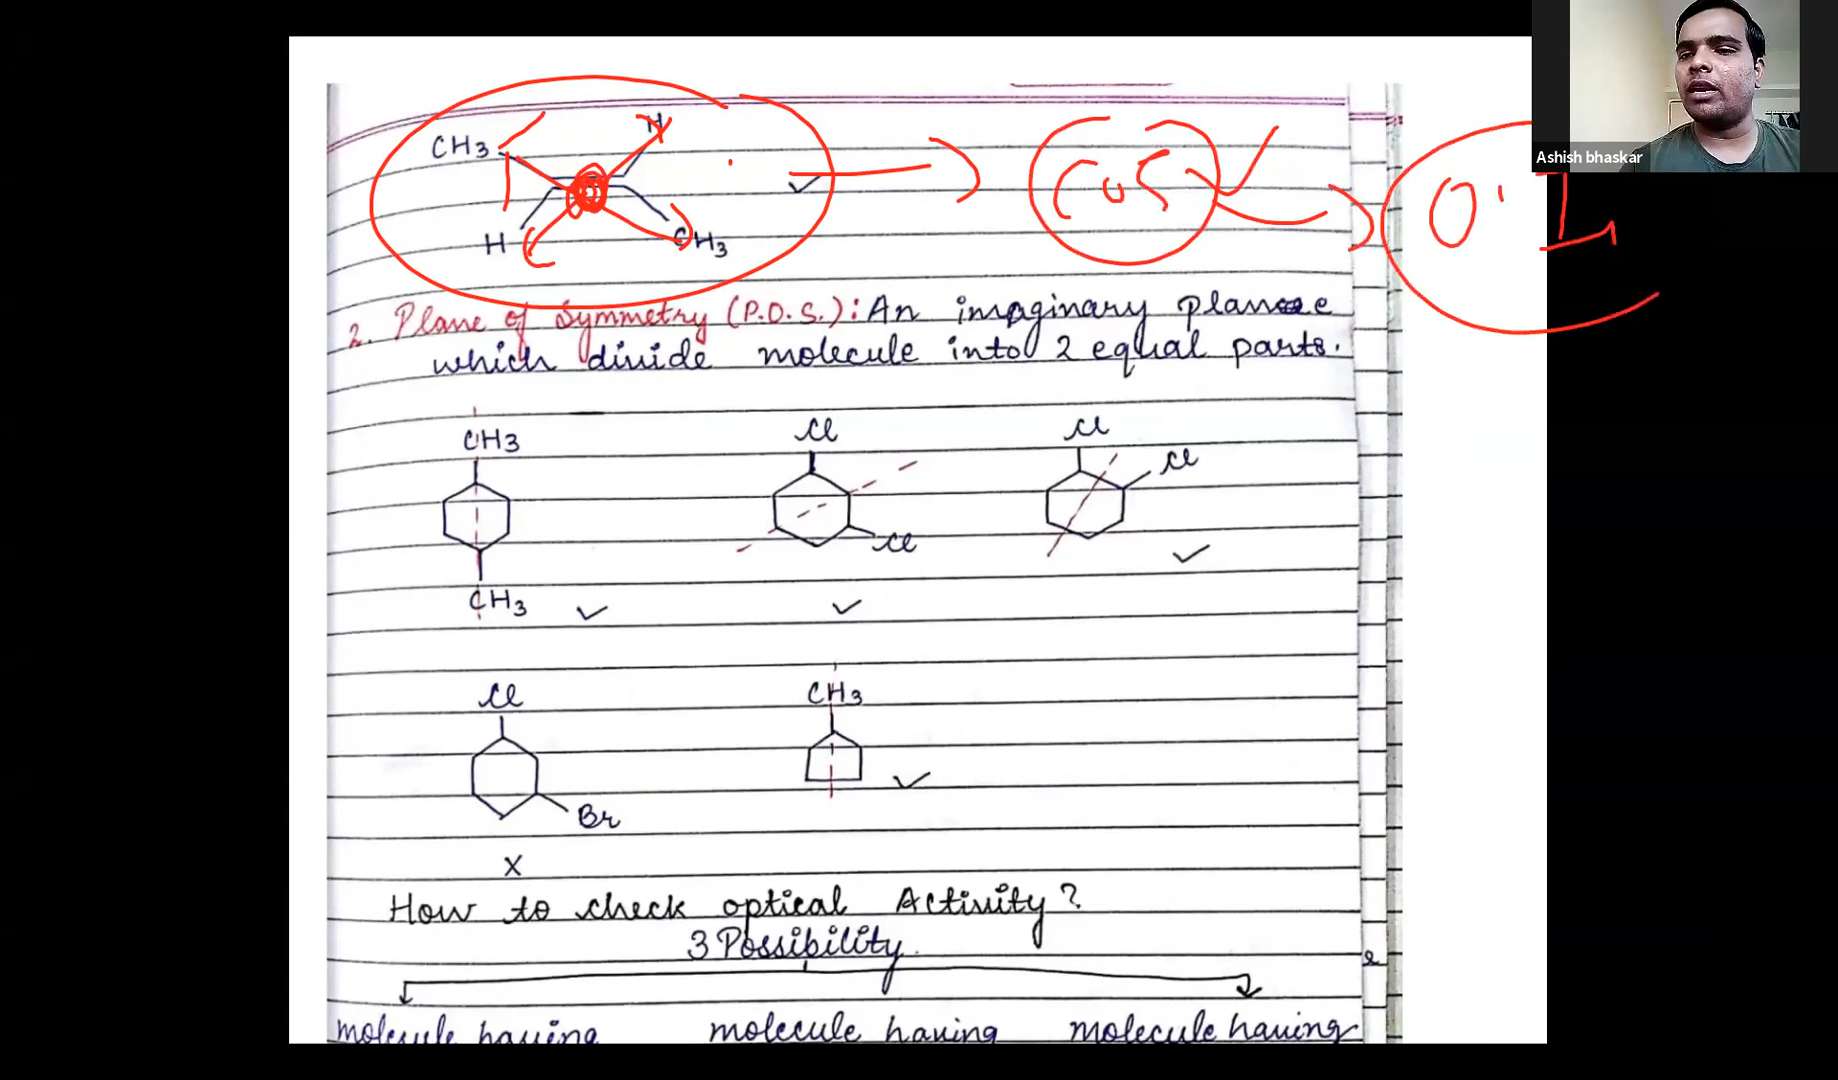 Ashish bhaskar
CH3 H
H CH3
COS
O.I
2. Plane of Symmetry (P.O.S.): An imaginary plane
which divide molecule into 2 equal parts.
CH3
CH3
Cl
Cl
Cl
Cl
Cl
Br
X
CH3
How to check optical Activity?
3 Possibility.
molecule having molecule having molecule having